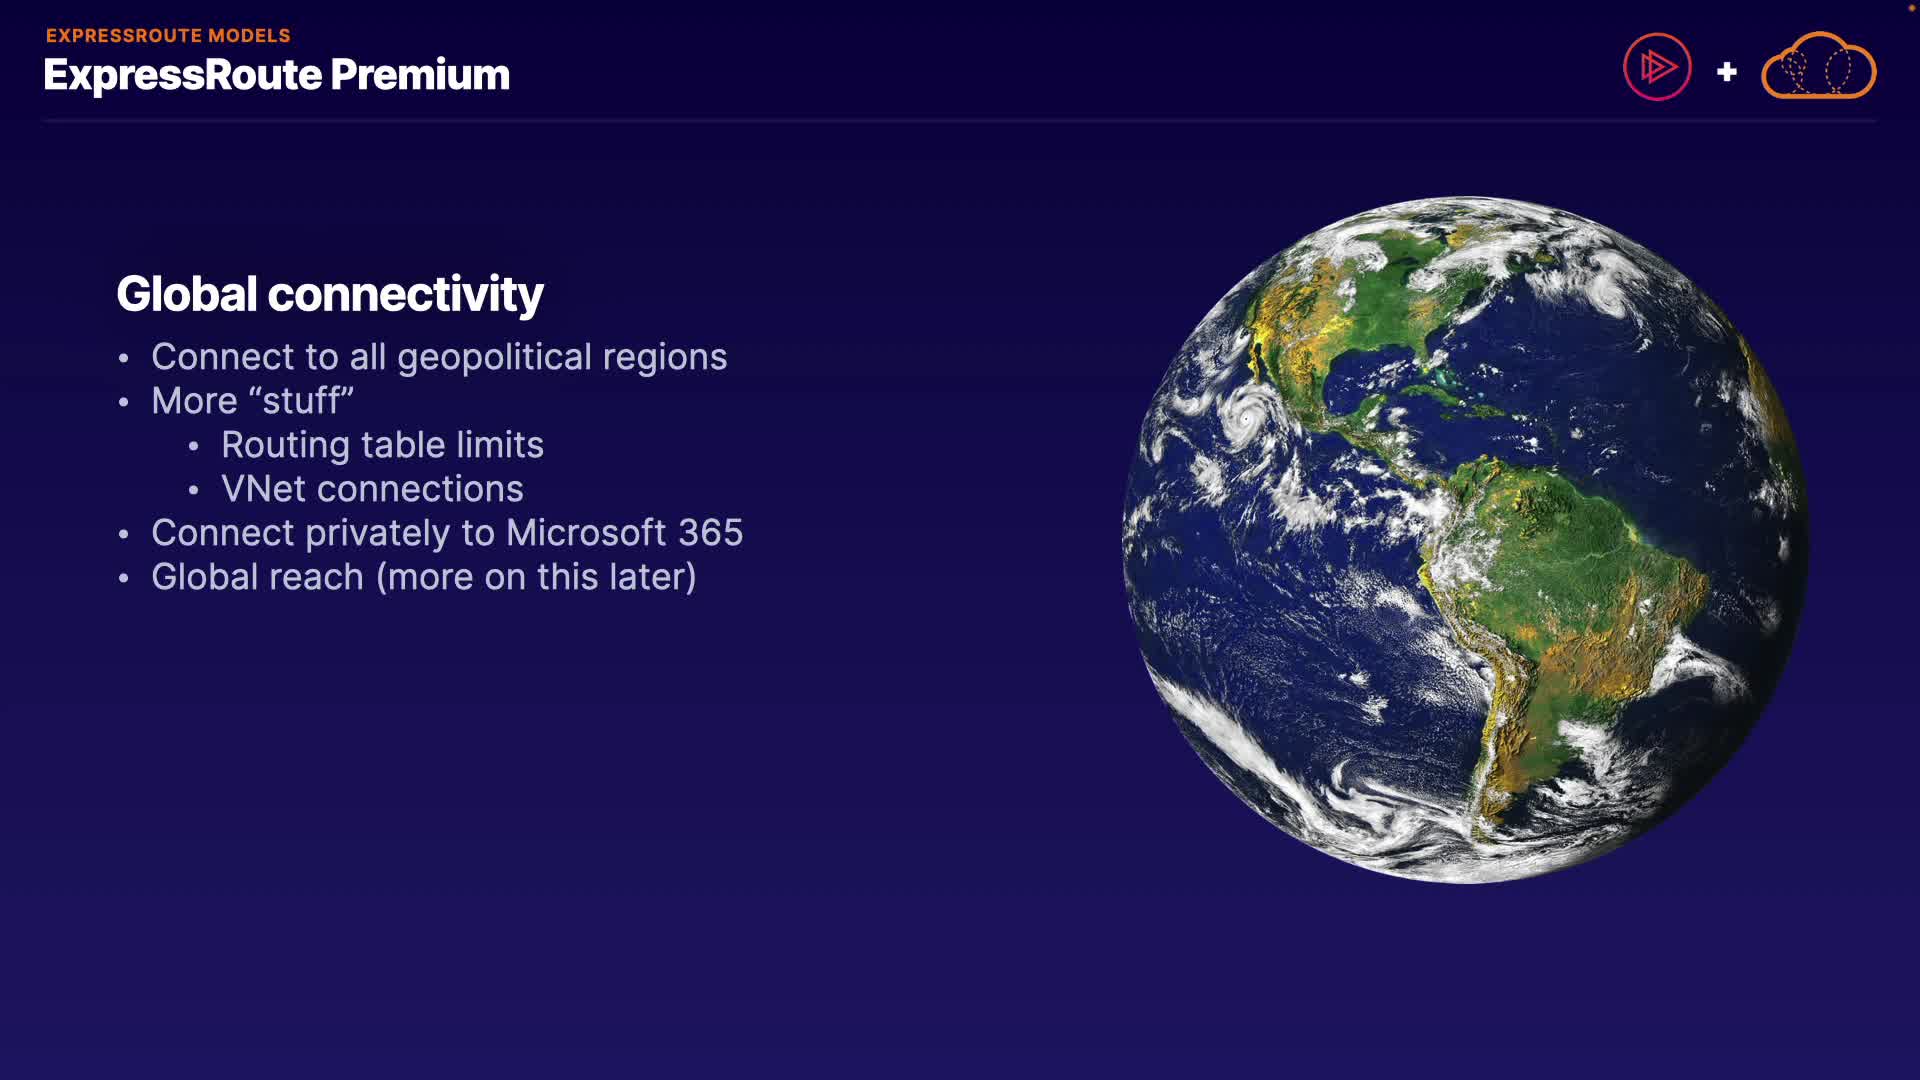 EXPRESSROUTE MODELS
ExpressRoute Premium
+
Global connectivity
• Connect to all geopolitical regions
• More “stuff”
• Routing table limits
• VNet connections
• Connect privately to Microsoft 365
• Global reach (more on this later)